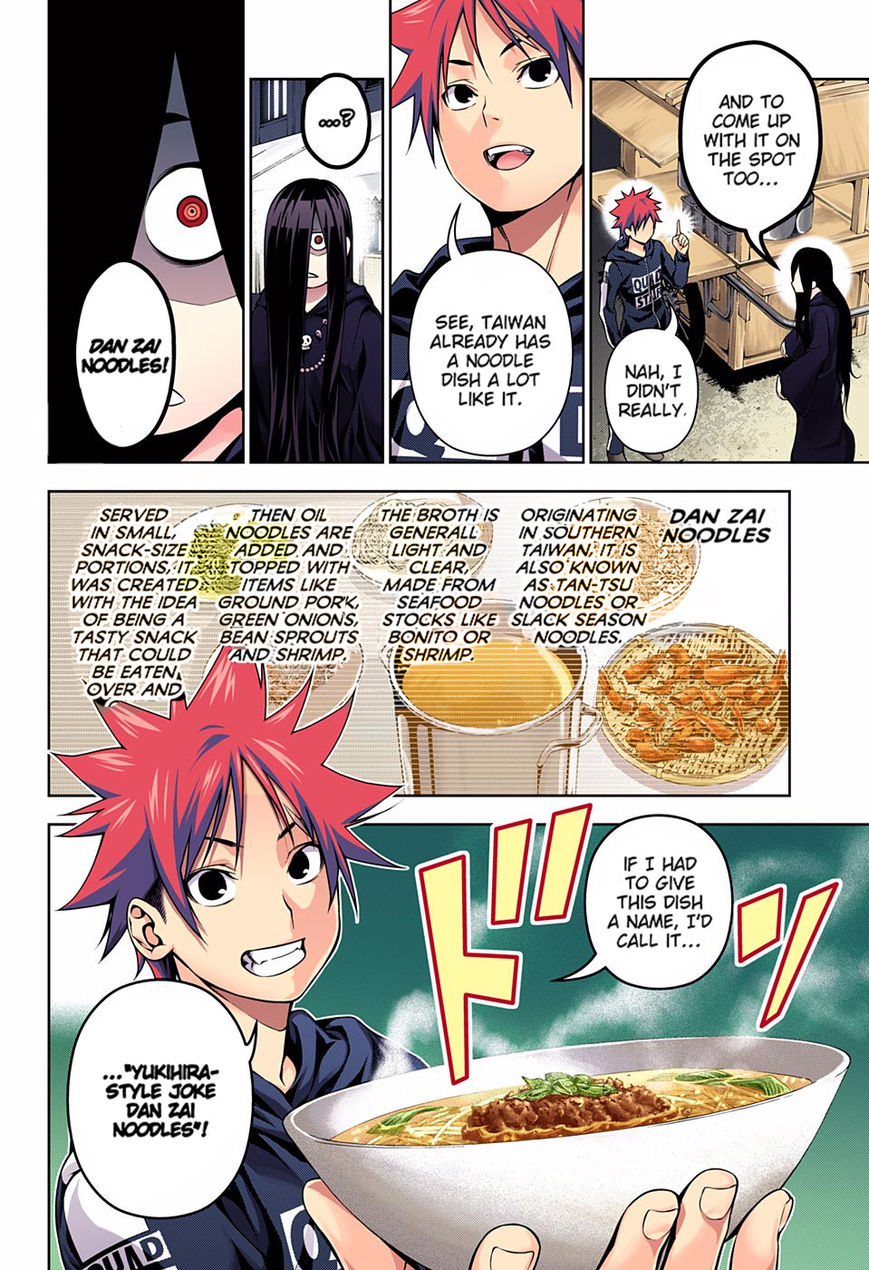 AND TO
COME UP
WITH IT ON
THE SPOT
TOO...
NAH, I
DIDN'T
REALLY.
QUAD
STAFF
SEE, TAIWAN
ALREADY HAS
A NOODLE
DISH A LOT
LIKE IT.
...?
DAN ZAI
NOODLES!
DAN ZAI
NOODLES
ORIGINATING
IN SOUTHERN
TAIWAN, IT IS
ALSO KNOWN
AS TAN-TSU
NOODLES OR
SLACK SEASON
NOODLES.
THE BROTH IS
GENERALL
LIGHT AND
CLEAR,
MADE FROM
SEAFOOD
STOCKS LIKE
BONITO OR
SHRIMP.
THEN OIL
NOODLES ARE
ADDED AND
TOPPED WITH
ITEMS LIKE
GROUND PORK,
GREEN ONIONS,
BEAN SPROUTS
AND SHRIMP.
SERVED
IN SMALL,
SNACK-SIZE
PORTIONS, IT
WAS CREATED
WITH THE IDEA
OF BEING A
TASTY SNACK
THAT COULD
BE EATEN
OVER AND
IF I HAD
TO GIVE
THIS DISH
A NAME, I'D
CALL IT...
ドン
..."YUKIHIRA-
STYLE JOKE
DAN ZAI
NOODLES"!
QUAD